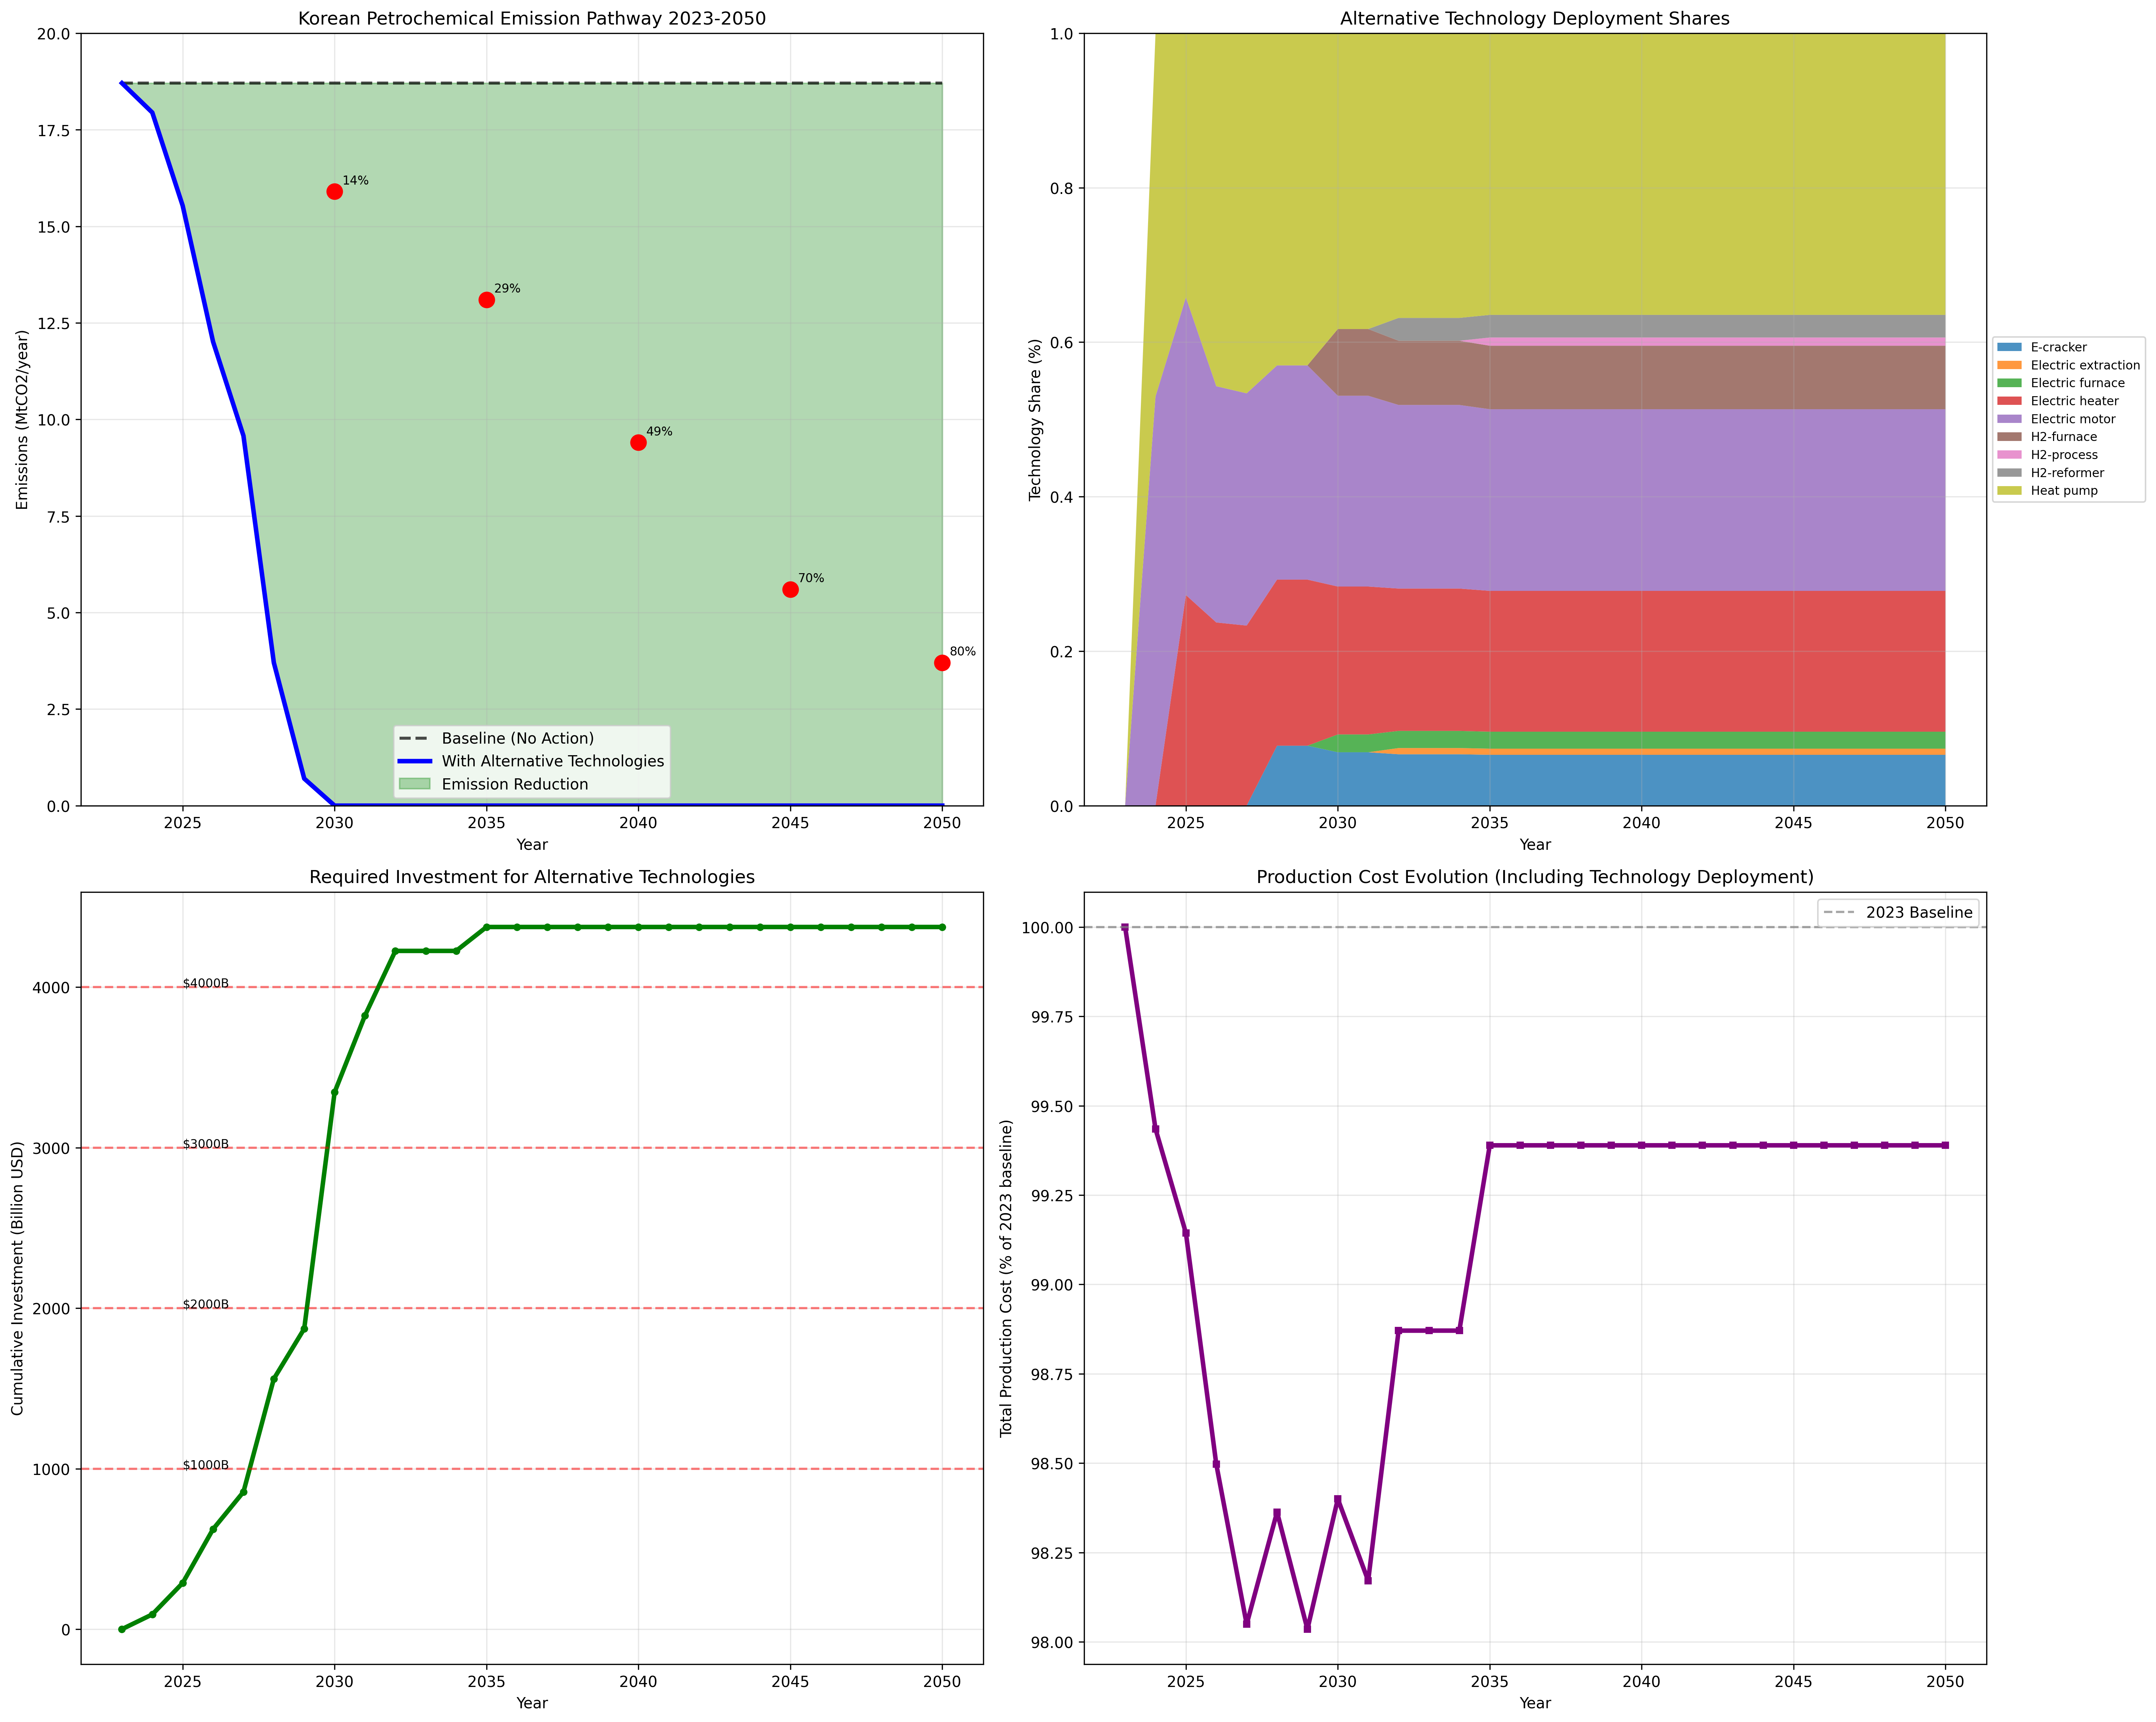 Korean Petrochemical Emission Pathway 2023-2050
20.0
17.5
15.0
12.5
10.0
7.5
5.0
2.5
0.0
Emissions (MtCO2/year)
14%
29%
49%
70%
80%
Baseline (No Action)
With Alternative Technologies
Emission Reduction
2025
2030
2035
2040
2045
2050
Year
Alternative Technology Deployment Shares
1.0
0.8
0.6
0.4
0.2
0.0
Technology Share (%)
2025
2030
2035
2040
2045
2050
Year
E-cracker
Electric extraction
Electric furnace
Electric heater
Electric motor
H2-furnace
H2-process
H2-reformer
Heat pump
Required Investment for Alternative Technologies
4000
3000
2000
1000
0
Cumulative Investment (Billion USD)
$4000B
$3000B
$2000B
$1000B
2025
2030
2035
2040
2045
2050
Year
Production Cost Evolution (Including Technology Deployment)
100.00
99.75
99.50
99.25
99.00
98.75
98.50
98.25
98.00
Total Production Cost (% of 2023 baseline)
2023 Baseline
2025
2030
2035
2040
2045
2050
Year